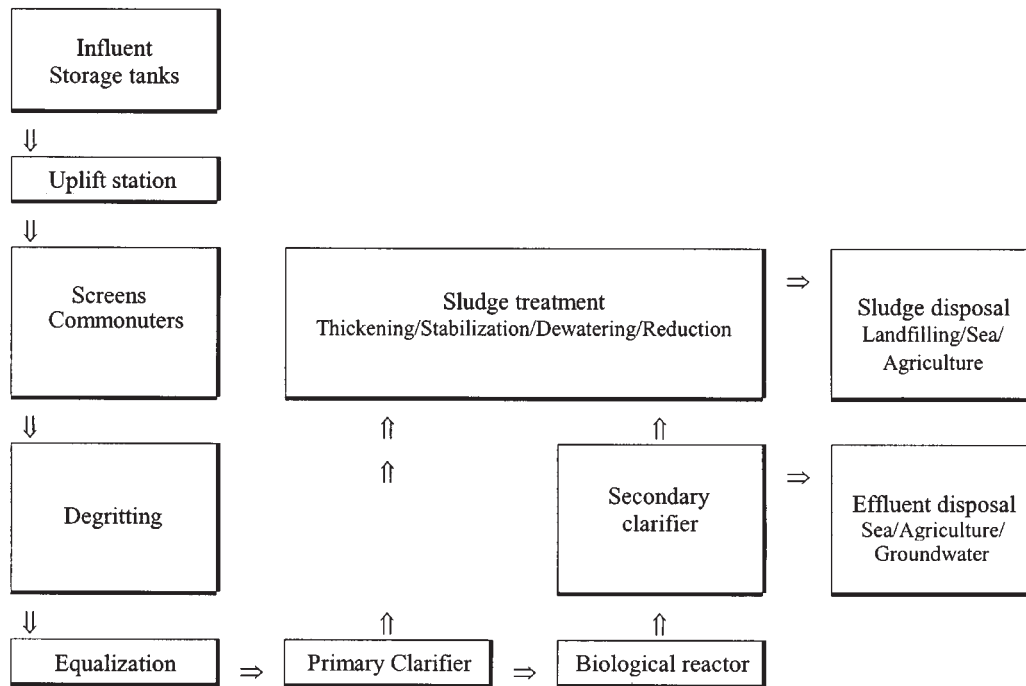 Influent
Storage tanks
⇓
Uplift station
⇓
Screens
Commonuters
Sludge treatment
Thickening/Stabilization/Dewatering/Reduction
⇒
Sludge disposal
Landfilling/Sea/
Agriculture
⇓
⇑
⇑
⇑
Degritting
Secondary
clarifier
⇒
Effluent disposal
Sea/Agriculture/
Groundwater
⇓
⇑
⇑
Equalization
⇒
Primary Clarifier
⇒
Biological reactor